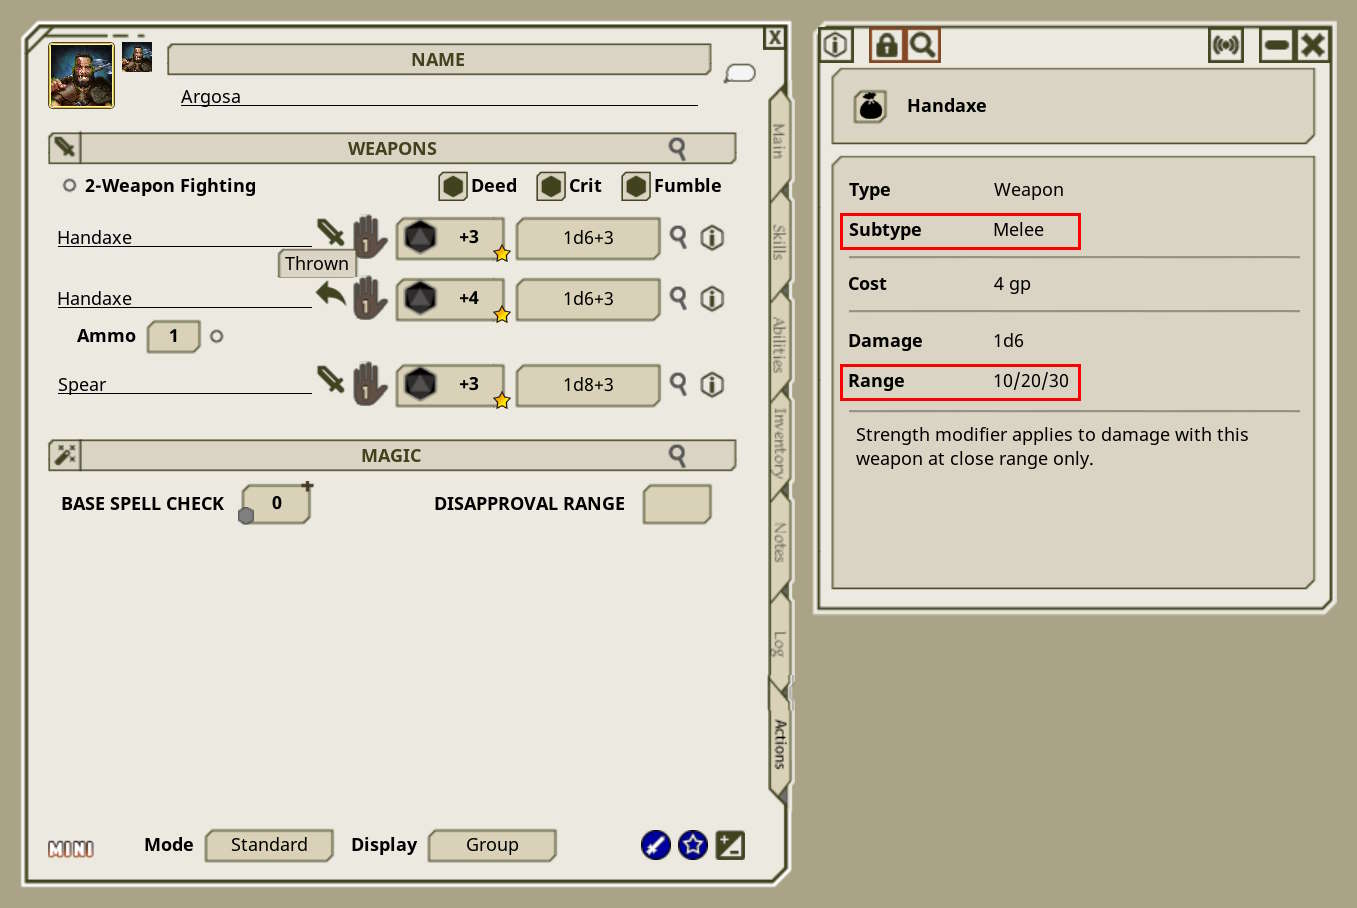 X
NAME
Argosa
WEAPONS
2-Weapon Fighting Deed Crit Fumble
Handaxe 1 +3 1d6+3
Thrown
Handaxe 1 +4 1d6+3
Ammo 1
Spear 1 +3 1d8+3
MAGIC
BASE SPELL CHECK 0 DISAPPROVAL RANGE
Main
Skills
Abilities
Inventory
Notes
Log
Actions
MINI Mode Standard Display Group
Handaxe
Type Weapon
Subtype Melee
Cost 4 gp
Damage 1d6
Range 10/20/30
Strength modifier applies to damage with this
weapon at close range only.